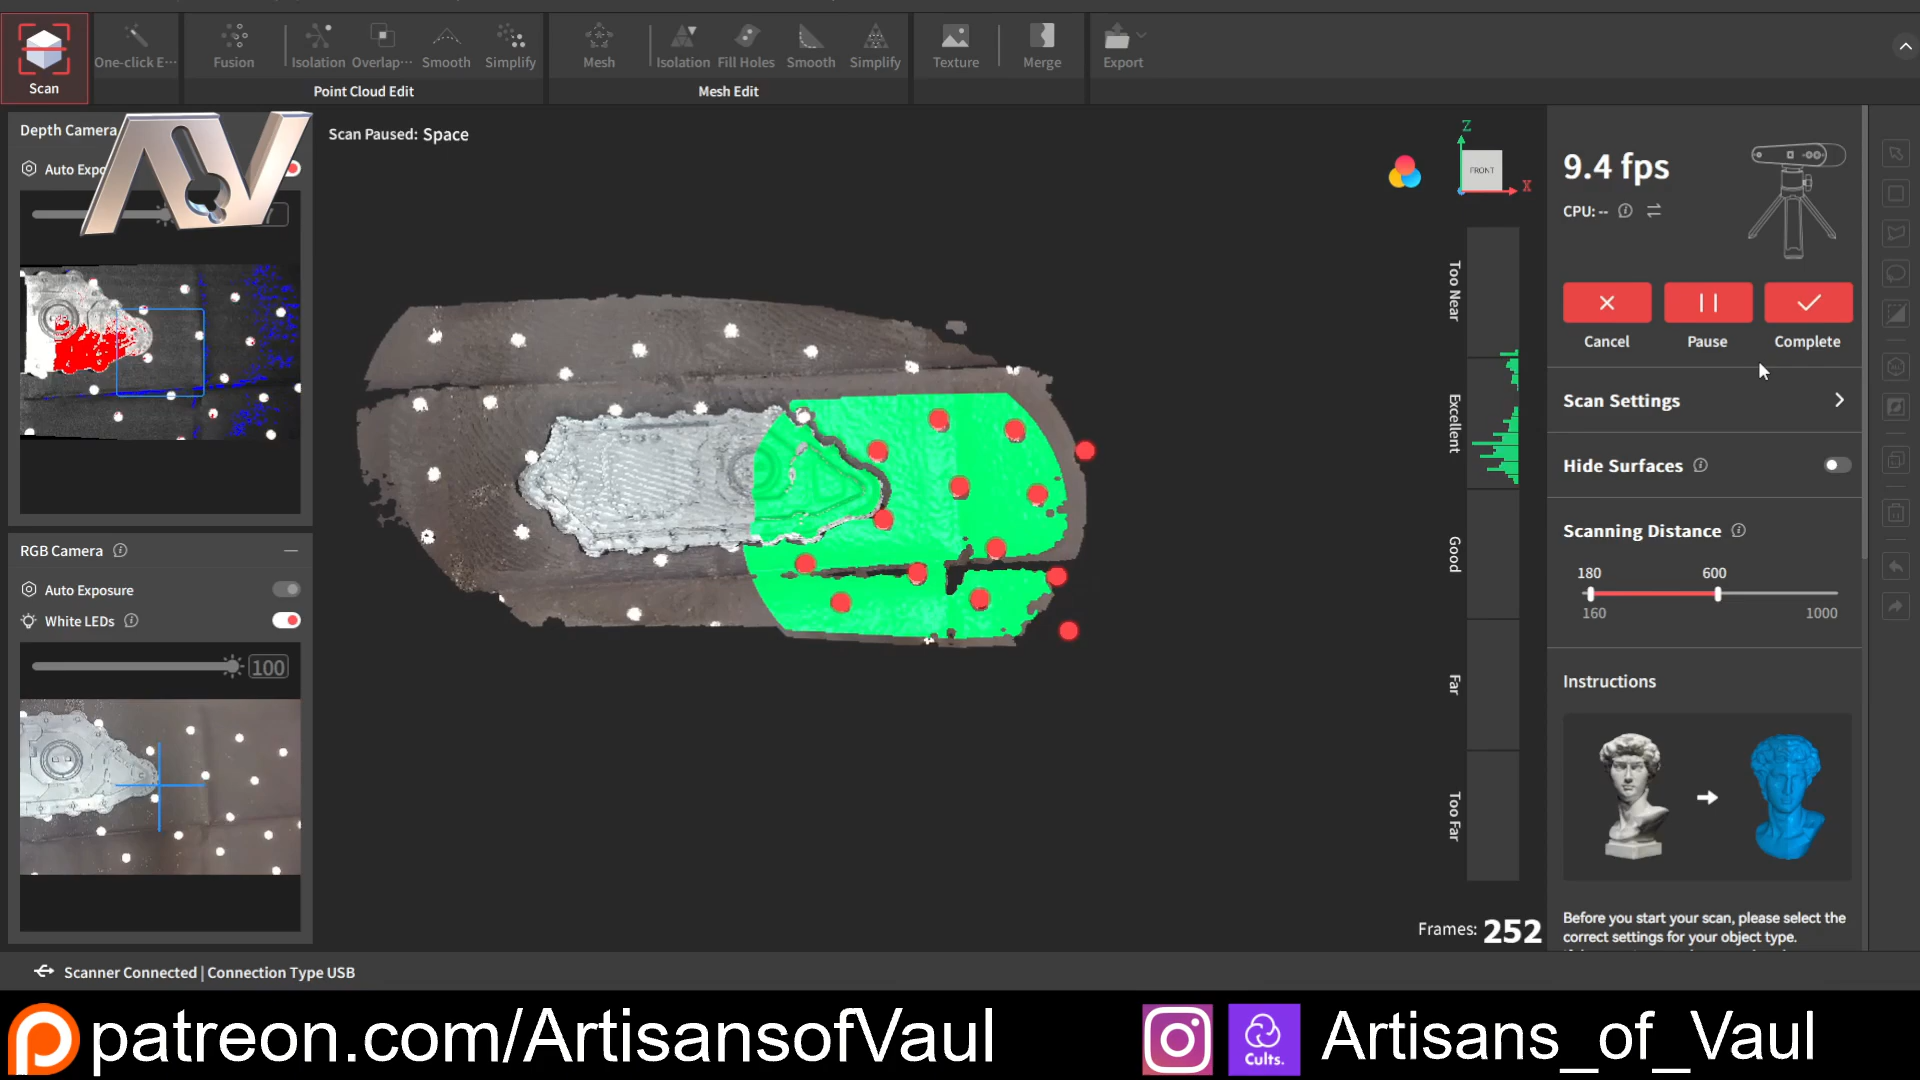 Scan
One-click E···
Fusion
Isolation
Overlap···
Smooth
Simplify
Point Cloud Edit
Mesh
Isolation
Fill Holes
Smooth
Simplify
Mesh Edit
Texture
Merge
Export
Depth Camera
Auto Expo
AV
Scan Paused: Space
Z
FRONT
X
Too Near
Excellent
Good
Far
Too Far
Frames: 252
RGB Camera
Auto Exposure
White LEDs
100
9.4 fps
CPU: --
Cancel
Pause
Complete
Scan Settings
Hide Surfaces
Scanning Distance
180 600
160 1000
Instructions
Before you start your scan, please select the
correct settings for your object type.
Scanner Connected | Connection Type USB
patreon.com/ArtisansofVaul
Cults.
Artisans_of_Vaul